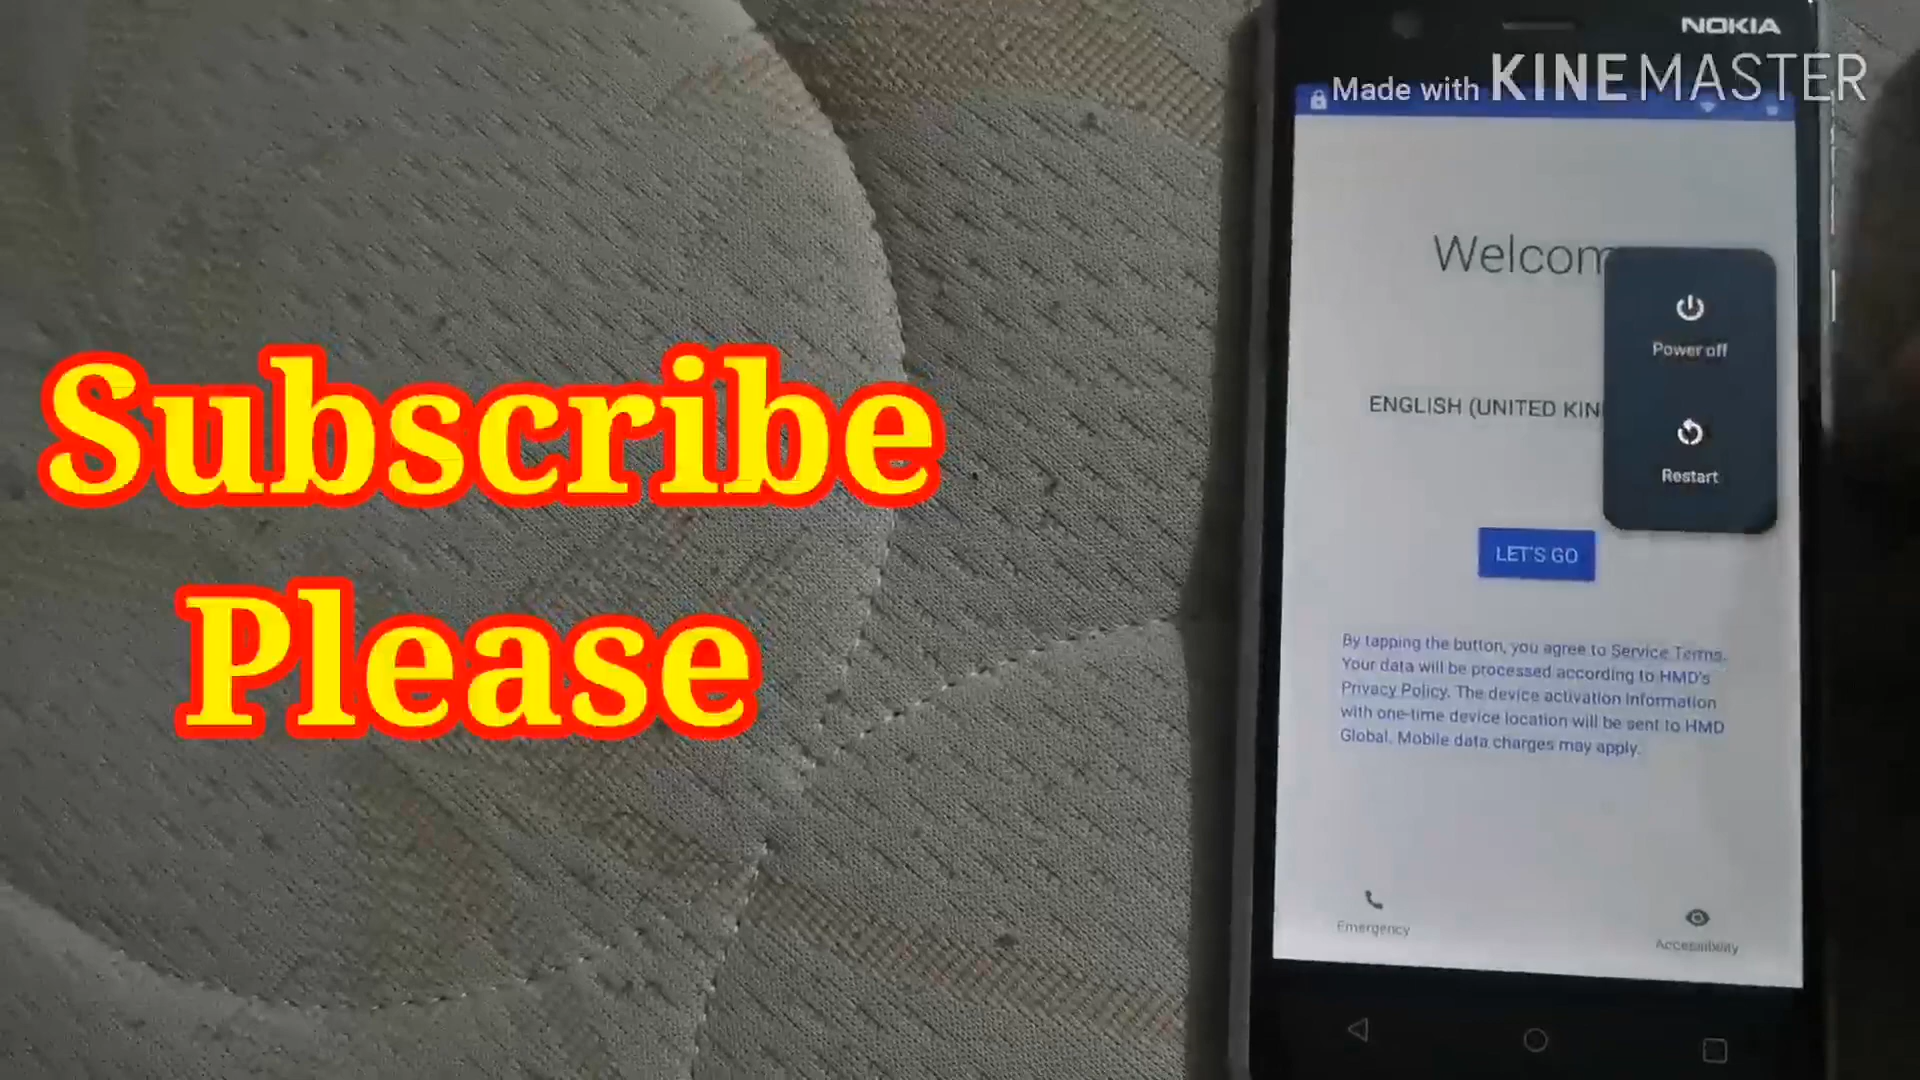 NOKIA
Made with KINEMASTER
Welcom
Power off
ENGLISH (UNITED KIN
Restart
Subscribe
Please
LET'S GO
By tapping the button, you agree to Service Terms.
Your data will be processed according to HMD's
Privacy Policy. The device activation information
with one-time device location will be sent to HMD
Global. Mobile data charges may apply.
Emergency
Accessibility